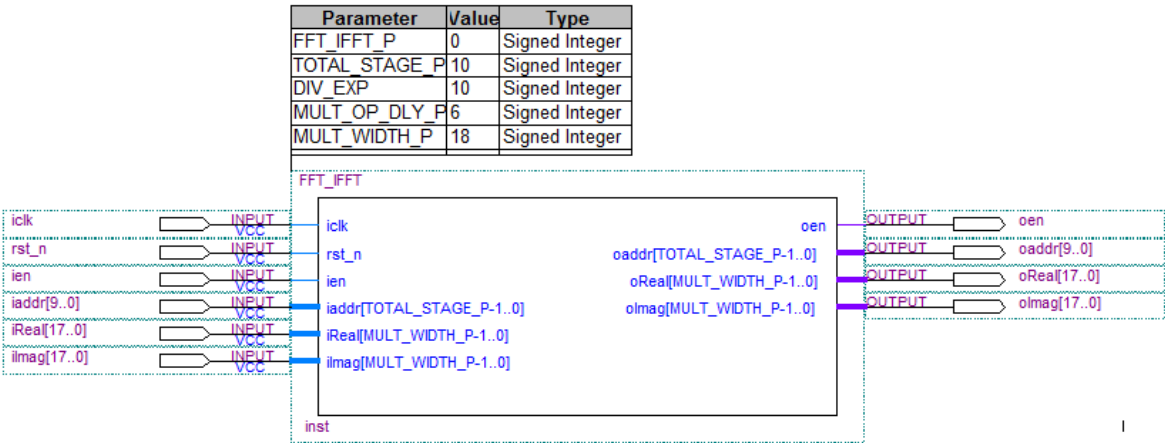 Parameter Value Type
FFT_IFFT_P 0 Signed Integer
TOTAL_STAGE_P 10 Signed Integer
DIV_EXP 10 Signed Integer
MULT_OP_DLY_P 6 Signed Integer
MULT_WIDTH_P 18 Signed Integer
FFT_IFFT
iclk INPUT VCC iclk oen OUTPUT oen
rst_n INPUT VCC rst_n oaddr[TOTAL_STAGE_P-1..0] OUTPUT oaddr[9..0]
ien INPUT VCC ien oReal[MULT_WIDTH_P-1..0] OUTPUT oReal[17..0]
iaddr[9..0] INPUT VCC iaddr[TOTAL_STAGE_P-1..0] oImag[MULT_WIDTH_P-1..0] OUTPUT oImag[17..0]
iReal[17..0] INPUT VCC iReal[MULT_WIDTH_P-1..0]
iImag[17..0] INPUT VCC iImag[MULT_WIDTH_P-1..0]
inst